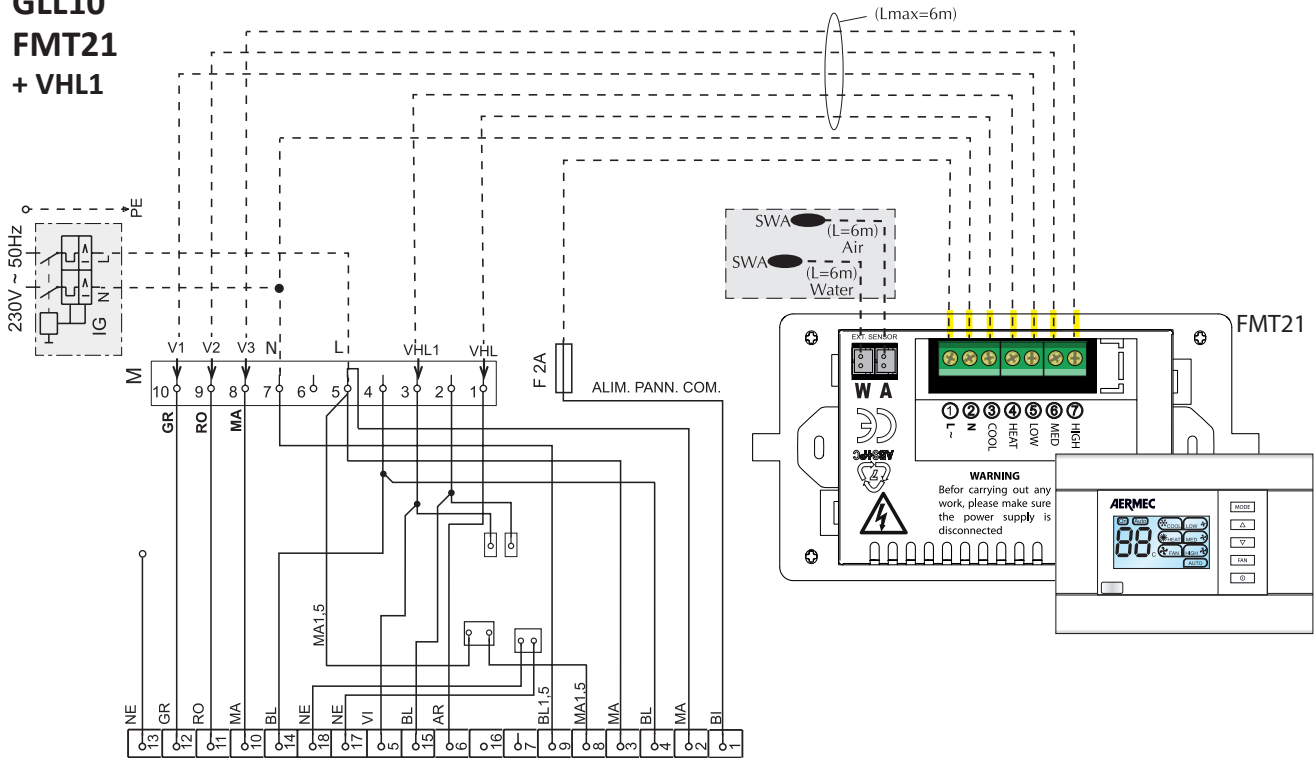 GLL10
FMT21
+ VHL1
(Lmax=6m)
PE
230V ~ 50Hz
L
N
IG
SWA
(L=6m)
Air
SWA
(L=6m)
Water
FMT21
V1 V2 V3 N L VHL1 VHL
M
10 9 8 7 6 5 4 3 2 1
GR RO MA
F 2A
ALIM. PANN. COM.
EXT. SENSOR
W A
1 2 3 4 5 6 7
L ~ N COOL HEAT LOW MED HIGH
CE
ABS+PC
7
WARNING
Befor carrying out any
work, please make sure
the power supply is
disconnected
AERMEC
On Auto
COOL LOW
88 C HEAT MED
FAN HIGH
AUTO
MODE
FAN
MA1,5
NE GR RO MA BL NE NE VI BL AR BL1,5 MA1,5 MA BL MA BI
13 12 11 10 14 18 17 5 15 6 16 7 9 8 3 4 2 1